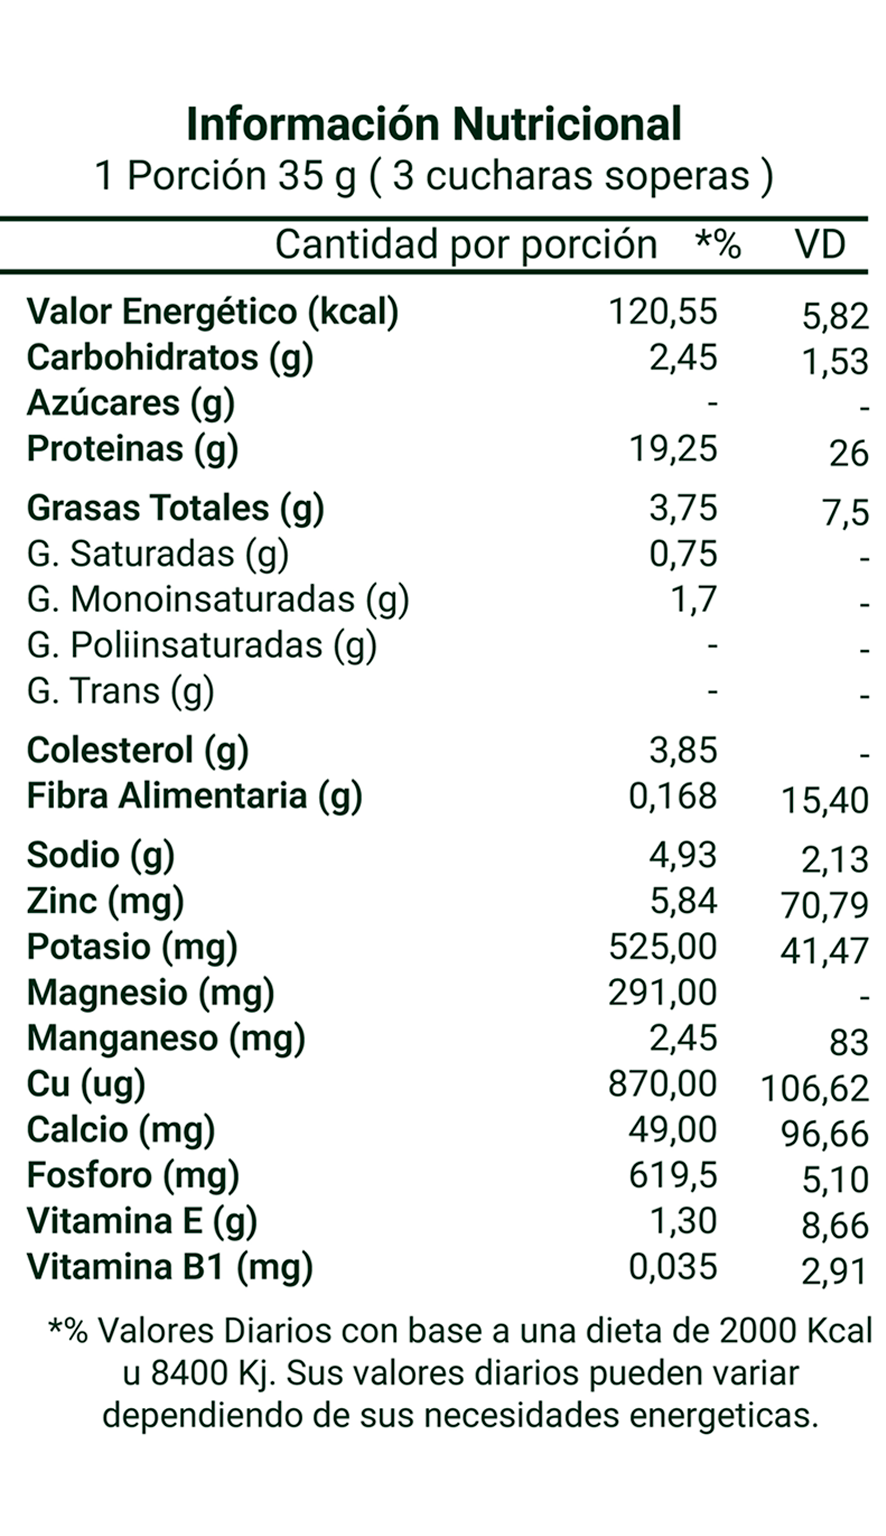 Información Nutricional
1 Porción 35 g ( 3 cucharas soperas )
Cantidad por porción *% VD
Valor Energético (kcal) 120,55 5,82
Carbohidratos (g) 2,45 1,53
Azúcares (g) - -
Proteinas (g) 19,25 26
Grasas Totales (g) 3,75 7,5
G. Saturadas (g) 0,75 -
G. Monoinsaturadas (g) 1,7 -
G. Poliinsaturadas (g) - -
G. Trans (g) - -
Colesterol (g) 3,85 -
Fibra Alimentaria (g) 0,168 15,40
Sodio (g) 4,93 2,13
Zinc (mg) 5,84 70,79
Potasio (mg) 525,00 41,47
Magnesio (mg) 291,00 -
Manganeso (mg) 2,45 83
Cu (ug) 870,00 106,62
Calcio (mg) 49,00 96,66
Fosforo (mg) 619,5 5,10
Vitamina E (g) 1,30 8,66
Vitamina B1 (mg) 0,035 2,91
*% Valores Diarios con base a una dieta de 2000 Kcal
u 8400 Kj. Sus valores diarios pueden variar
dependiendo de sus necesidades energeticas.